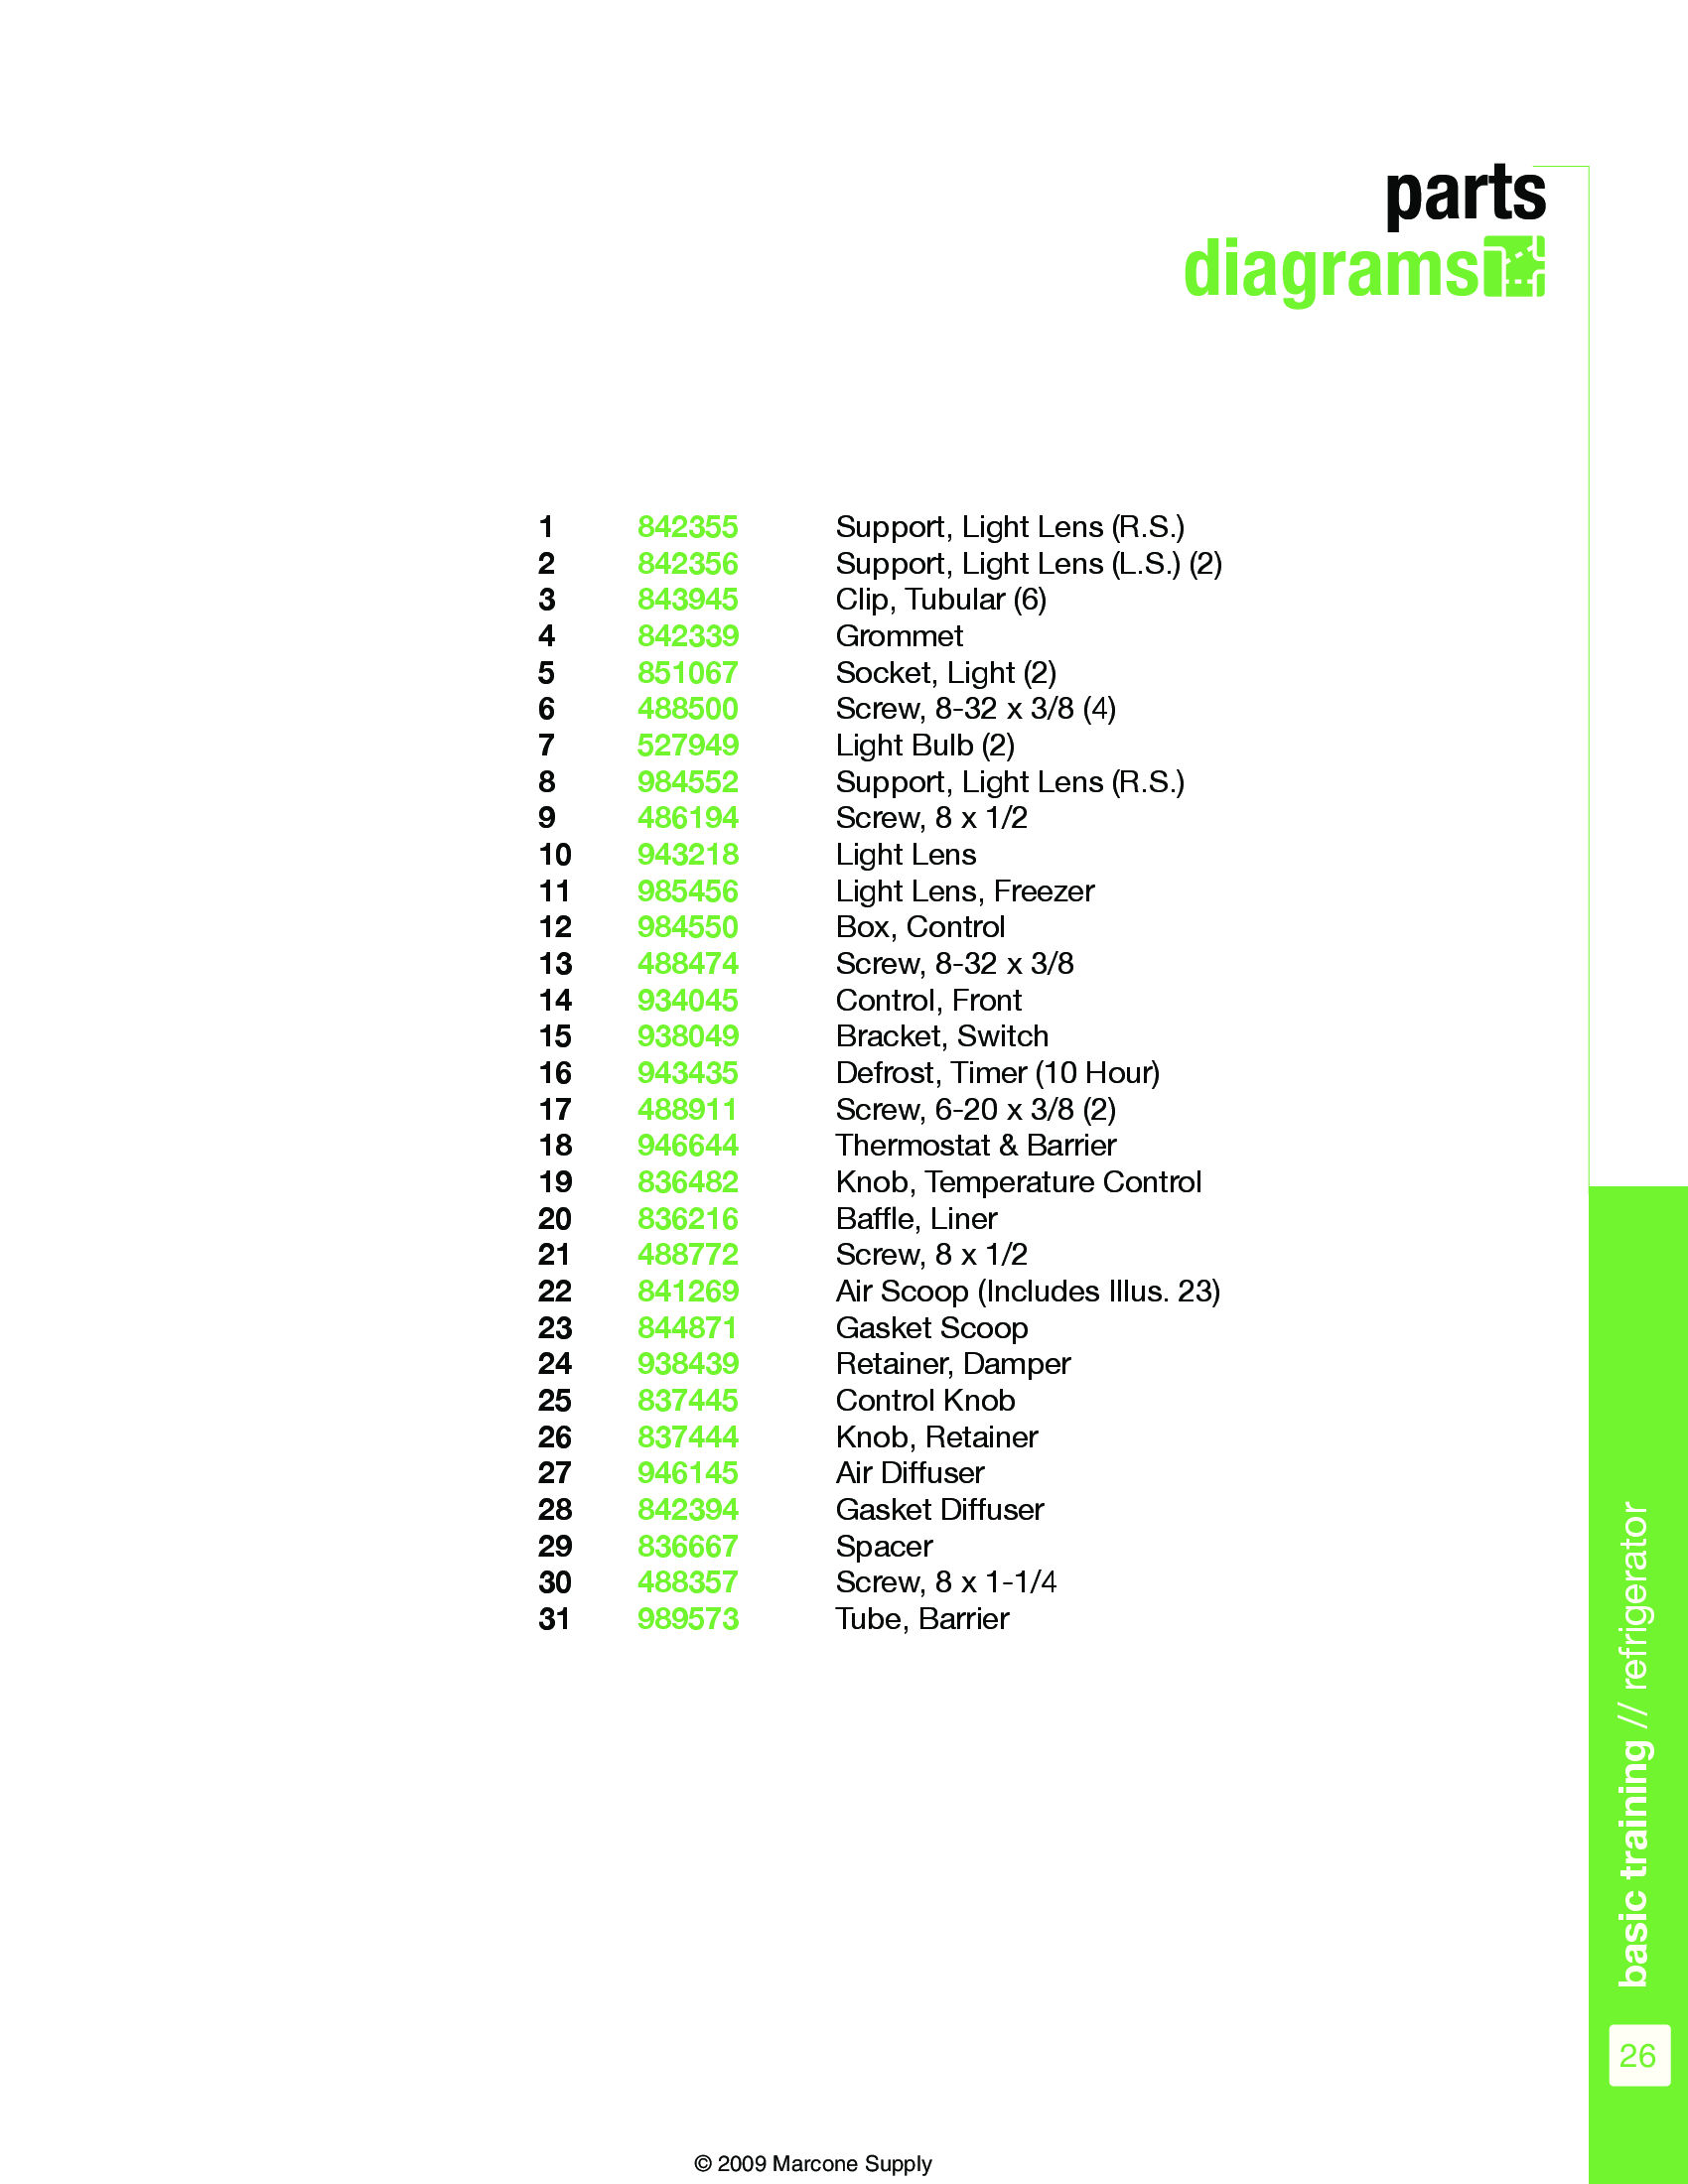 parts
diagrams
1 842355 Support, Light Lens (R.S.)
2 842356 Support, Light Lens (L.S.) (2)
3 843945 Clip, Tubular (6)
4 842339 Grommet
5 851067 Socket, Light (2)
6 488500 Screw, 8-32 x 3/8 (4)
7 527949 Light Bulb (2)
8 984552 Support, Light Lens (R.S.)
9 486194 Screw, 8 x 1/2
10 943218 Light Lens
11 985456 Light Lens, Freezer
12 984550 Box, Control
13 488474 Screw, 8-32 x 3/8
14 934045 Control, Front
15 938049 Bracket, Switch
16 943435 Defrost, Timer (10 Hour)
17 488911 Screw, 6-20 x 3/8 (2)
18 946644 Thermostat & Barrier
19 836482 Knob, Temperature Control
20 836216 Baffle, Liner
21 488772 Screw, 8 x 1/2
22 841269 Air Scoop (Includes Illus. 23)
23 844871 Gasket Scoop
24 938439 Retainer, Damper
25 837445 Control Knob
26 837444 Knob, Retainer
27 946145 Air Diffuser
28 842394 Gasket Diffuser
29 836667 Spacer
30 488357 Screw, 8 x 1-1/4
31 989573 Tube, Barrier
basic training // refrigerator
26
© 2009 Marcone Supply